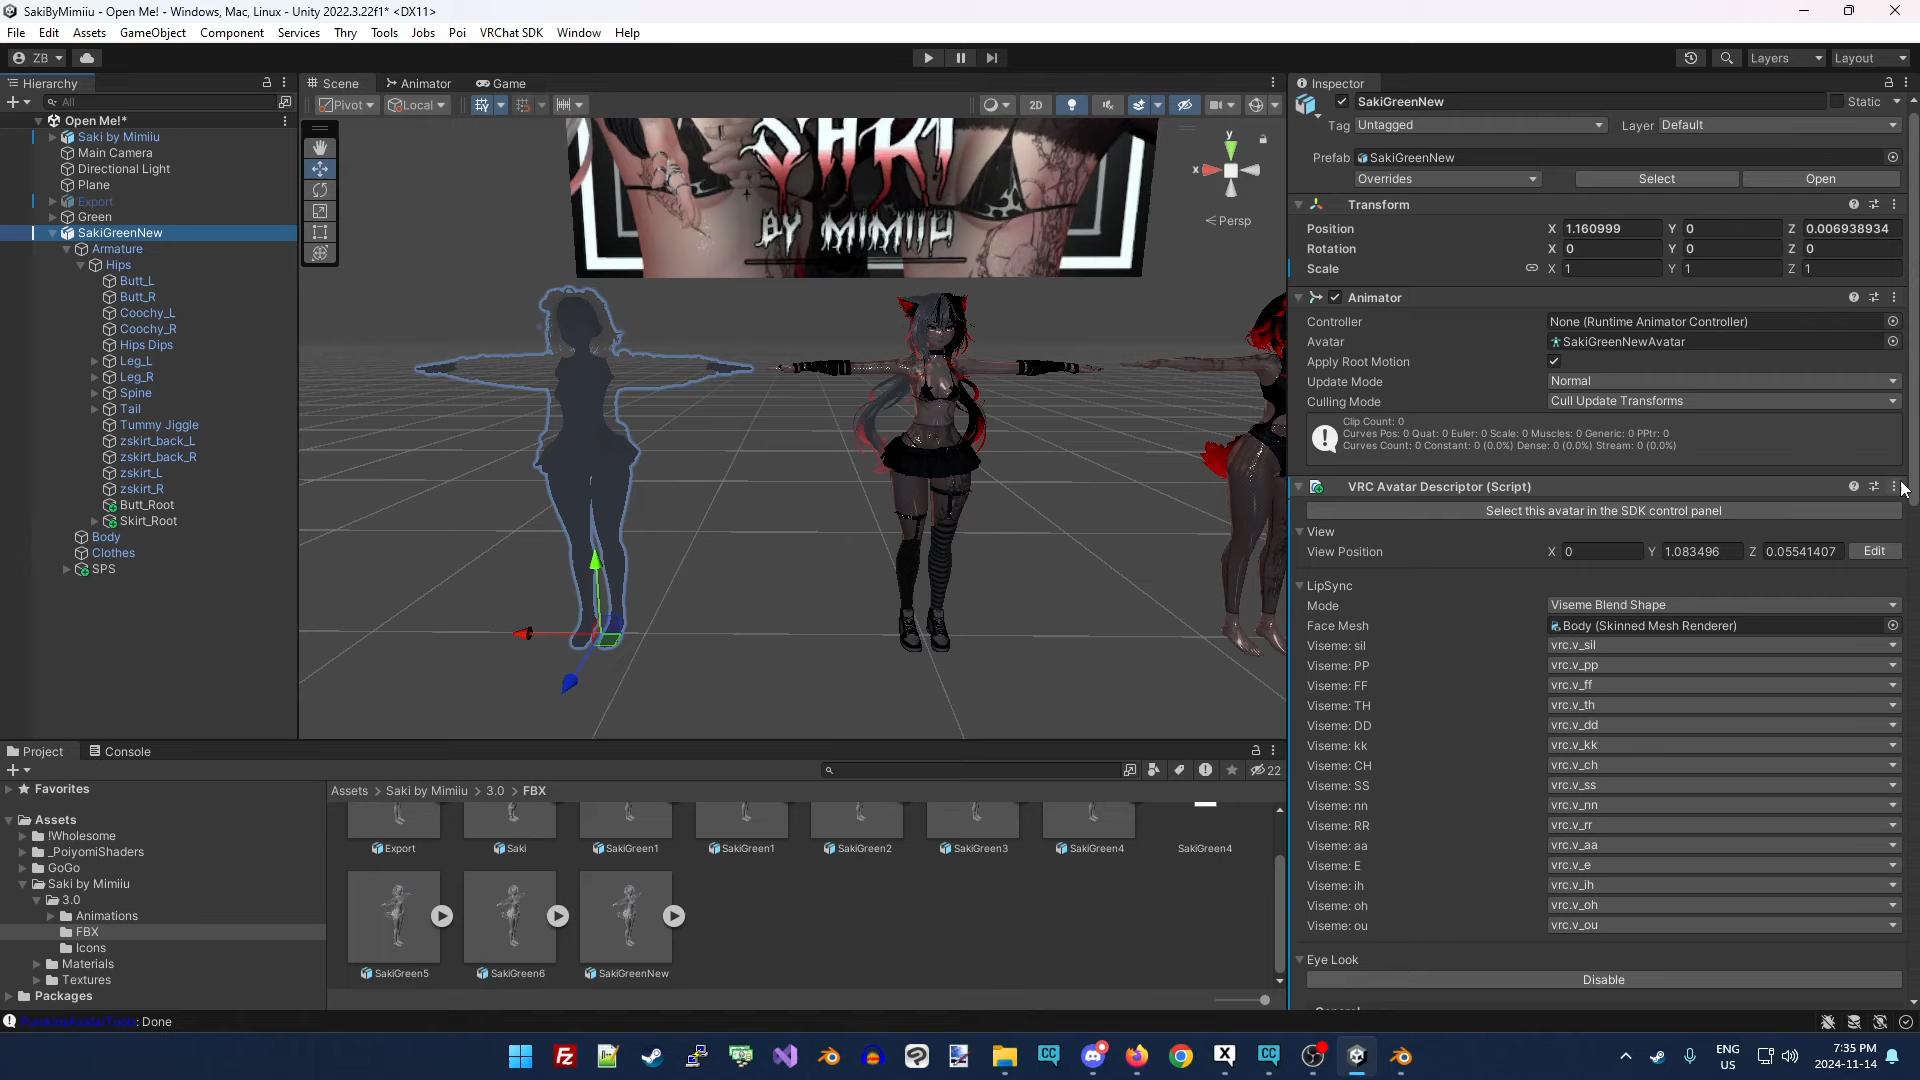 SakiByMimiiu - Open Me! - Windows, Mac, Linux - Unity 2022.3.22f1* <DX11>
File Edit Assets GameObject Component Services Thry Tools Jobs Poi VRChat SDK Window Help
ZB Layers Layout
Hierarchy
All
Open Me!*
Saki by Mimiiu
Main Camera
Directional Light
Plane
Export
Green
SakiGreenNew
Armature
Hips
Butt_L
Butt_R
Coochy_L
Coochy_R
Hips Dips
Leg_L
Leg_R
Spine
Tail
Tummy Jiggle
zskirt_back_L
zskirt_back_R
zskirt_L
zskirt_R
Butt_Root
Skirt_Root
Body
Clothes
SPS
Scene Animator Game
Pivot Local 2D
SAKI
BY MIMIIU
y
x
< Persp
Inspector
SakiGreenNew Static
Tag Untagged Layer Default
Prefab SakiGreenNew
Overrides Select Open
Transform
Position X 1.160999 Y 0 Z 0.006938934
Rotation X 0 Y 0 Z 0
Scale X 1 Y 1 Z 1
Animator
Controller None (Runtime Animator Controller)
Avatar SakiGreenNewAvatar
Apply Root Motion
Update Mode Normal
Culling Mode Cull Update Transforms
Clip Count: 0
Curves Pos: 0 Quat: 0 Euler: 0 Scale: 0 Muscles: 0 Generic: 0 PPtr: 0
Curves Count: 0 Constant: 0 (0.0%) Dense: 0 (0.0%) Stream: 0 (0.0%)
VRC Avatar Descriptor (Script)
Select this avatar in the SDK control panel
View
View Position X 0 Y 1.083496 Z 0.05541407 Edit
LipSync
Mode Viseme Blend Shape
Face Mesh Body (Skinned Mesh Renderer)
Viseme: sil vrc.v_sil
Viseme: PP vrc.v_pp
Viseme: FF vrc.v_ff
Viseme: TH vrc.v_th
Viseme: DD vrc.v_dd
Viseme: kk vrc.v_kk
Viseme: CH vrc.v_ch
Viseme: SS vrc.v_ss
Viseme: nn vrc.v_nn
Viseme: RR vrc.v_rr
Viseme: aa vrc.v_aa
Viseme: E vrc.v_e
Viseme: ih vrc.v_ih
Viseme: oh vrc.v_oh
Viseme: ou vrc.v_ou
Eye Look
Disable
Project Console
22
Favorites
Assets
!Wholesome
_PoiyomiShaders
GoGo
Saki by Mimiiu
3.0
Animations
FBX
Icons
Materials
Textures
Packages
Assets > Saki by Mimiiu > 3.0 > FBX
Export Saki SakiGreen1 SakiGreen1 SakiGreen2 SakiGreen3 SakiGreen4 SakiGreen4
SakiGreen5 SakiGreen6 SakiGreenNew
PumkinsAvatarTools: Done
ENG
US
7:35 PM
2024-11-14